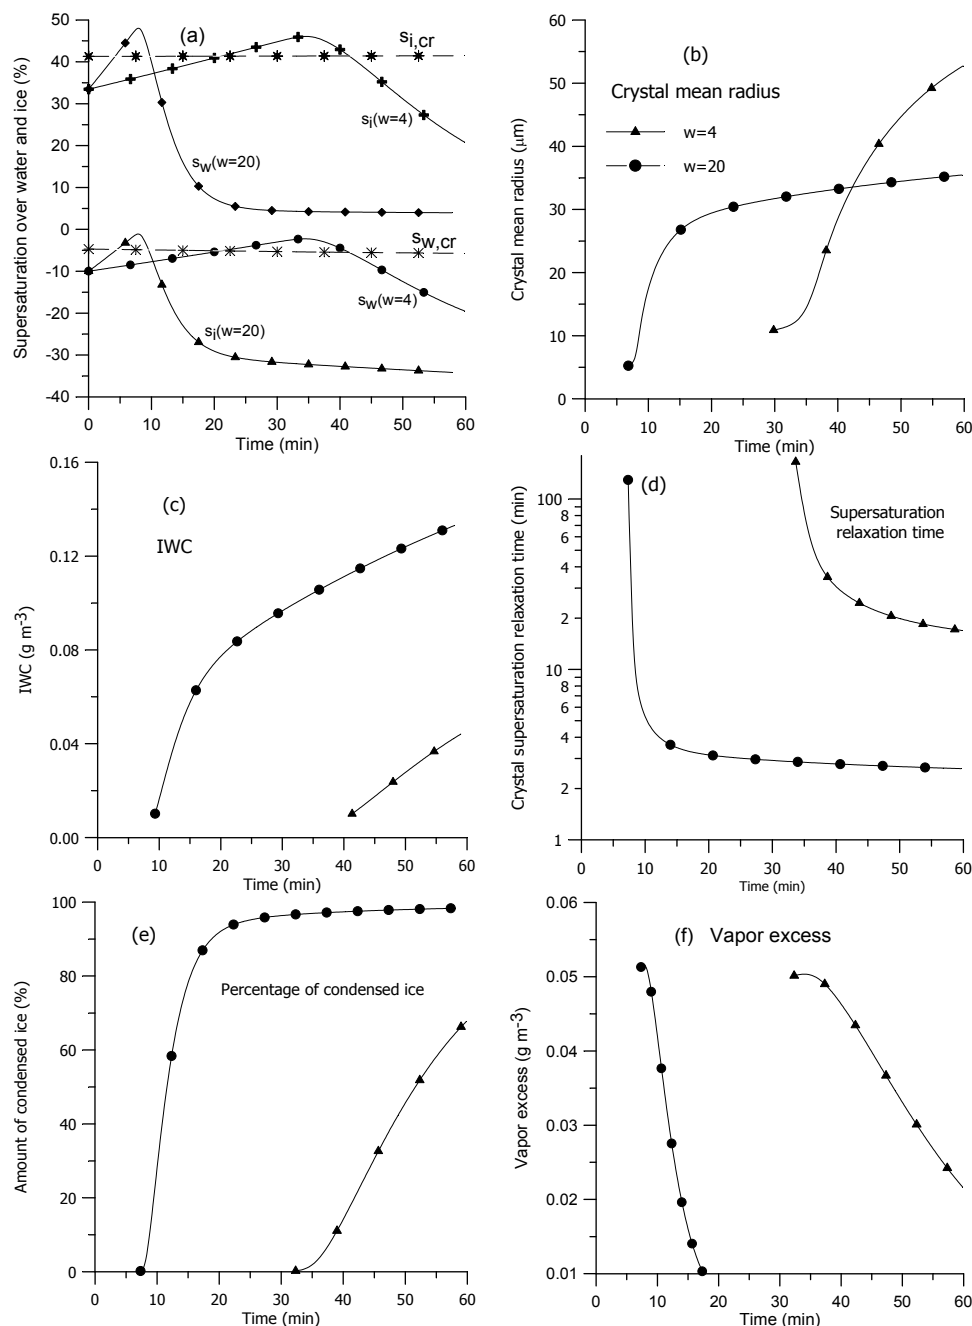 (a)
Supersaturation over water and ice (%)
50
40
30
20
10
0
-10
-20
-30
-40
s_i,cr
s_i(w=4)
s_w(w=20)
s_w,cr
s_w(w=4)
s_i(w=20)
0 10 20 30 40 50 60
Time (min)
(b)
Crystal mean radius
w=4
w=20
Crystal mean radius (μm)
60
50
40
30
20
10
0
0 10 20 30 40 50 60
Time (min)
(c)
IWC
IWC (g m-3)
0.16
0.12
0.08
0.04
0.00
0 10 20 30 40 50 60
Time (min)
(d)
Supersaturation
relaxation time
Crystal supersaturation relaxation time (min)
100
8
6
4
2
10
8
6
4
2
1
0 10 20 30 40 50 60
Time (min)
(e)
Percentage of condensed ice
Amount of condensed ice (%)
100
80
60
40
20
0
0 10 20 30 40 50 60
Time (min)
(f) Vapor excess
Vapor excess (g m-3)
0.06
0.05
0.04
0.03
0.02
0.01
0 10 20 30 40 50 60
Time (min)